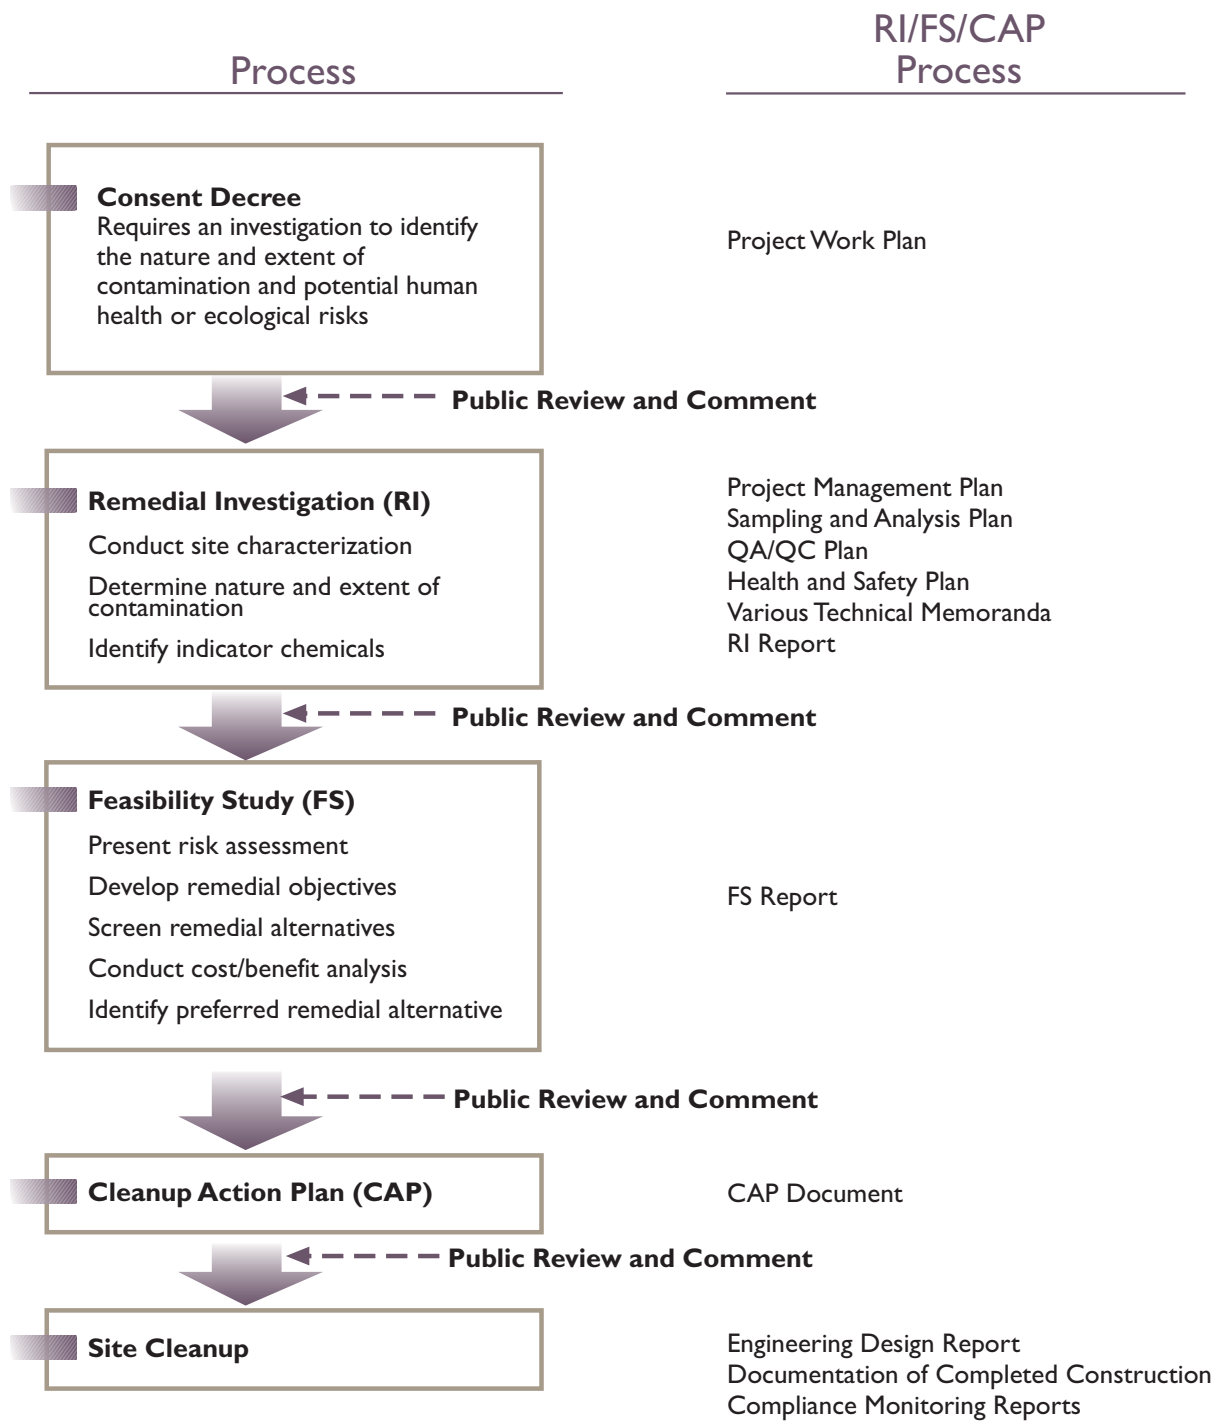 Process
RI/FS/CAP
Process
Consent Decree
Requires an investigation to identify
the nature and extent of
contamination and potential human
health or ecological risks
Project Work Plan
Public Review and Comment
Remedial Investigation (RI)
Conduct site characterization
Determine nature and extent of
contamination
Identify indicator chemicals
Project Management Plan
Sampling and Analysis Plan
QA/QC Plan
Health and Safety Plan
Various Technical Memoranda
RI Report
Public Review and Comment
Feasibility Study (FS)
Present risk assessment
Develop remedial objectives
Screen remedial alternatives
Conduct cost/benefit analysis
Identify preferred remedial alternative
FS Report
Public Review and Comment
Cleanup Action Plan (CAP)
CAP Document
Public Review and Comment
Site Cleanup
Engineering Design Report
Documentation of Completed Construction
Compliance Monitoring Reports